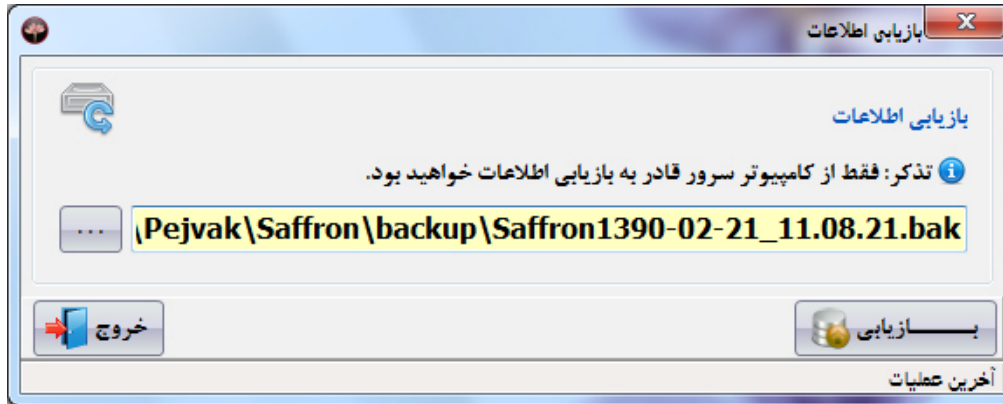 بازیابی اطلاعات
بازیابی اطلاعات
تذکر: فقط از کامپیوتر سرور قادر به بازیابی اطلاعات خواهید بود.
\Pejvak\Saffron\backup\Saffron1390-02-21_11.08.21.bak
...
بـــــــازیابی
خروج
آخرین عملیات